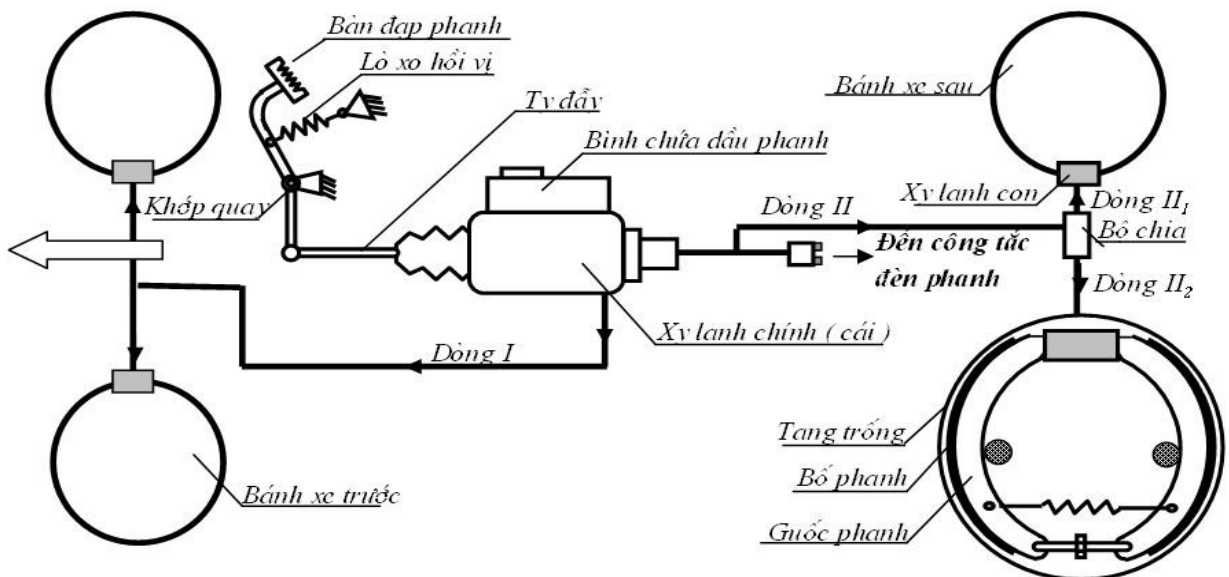 Bàn đạp phanh
Lò xo hồi vị
Ty đẩy
Bình chứa dầu phanh
Bánh xe sau
Xy lanh con
Khớp quay
Dòng II
Dòng II1
Bộ chia
Đến công tắc
đèn phanh
Dòng II2
Xy lanh chính ( cái )
Dòng I
Tang trống
Bố phanh
Bánh xe trước
Guốc phanh